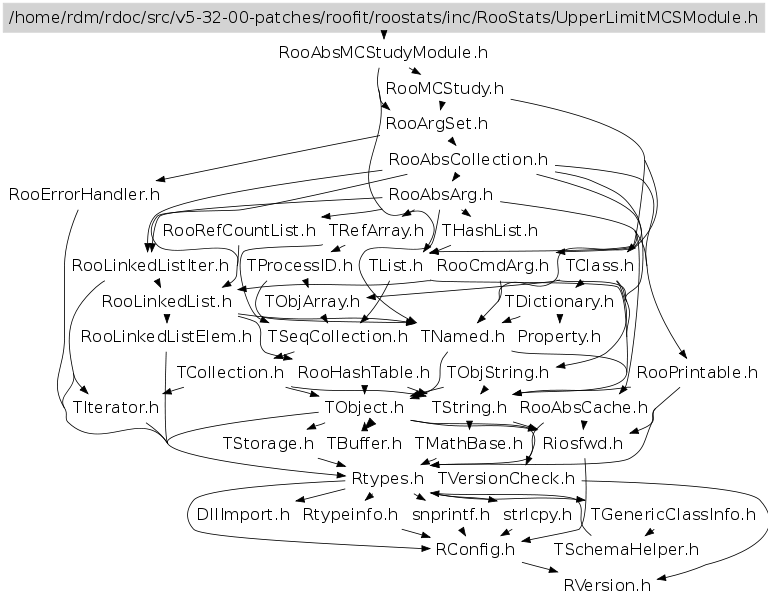 /home/rdm/rdoc/src/v5-32-00-patches/roofit/roostats/inc/RooStats/UpperLimitMCSModule.h
RooAbsMCStudyModule.h
RooMCStudy.h
RooArgSet.h
RooAbsCollection.h
RooErrorHandler.h RooAbsArg.h
RooRefCountList.h TRefArray.h THashList.h
RooLinkedListIter.h TProcessID.h TList.h RooCmdArg.h TClass.h
RooLinkedList.h TObjArray.h TDictionary.h
RooLinkedListElem.h TSeqCollection.h TNamed.h Property.h
TCollection.h RooHashTable.h TObjString.h RooPrintable.h
TIterator.h TObject.h TString.h RooAbsCache.h
TStorage.h TBuffer.h TMathBase.h Riosfwd.h
Rtypes.h TVersionCheck.h
DllImport.h Rtypeinfo.h snprintf.h strlcpy.h TGenericClassInfo.h
RConfig.h TSchemaHelper.h
RVersion.h